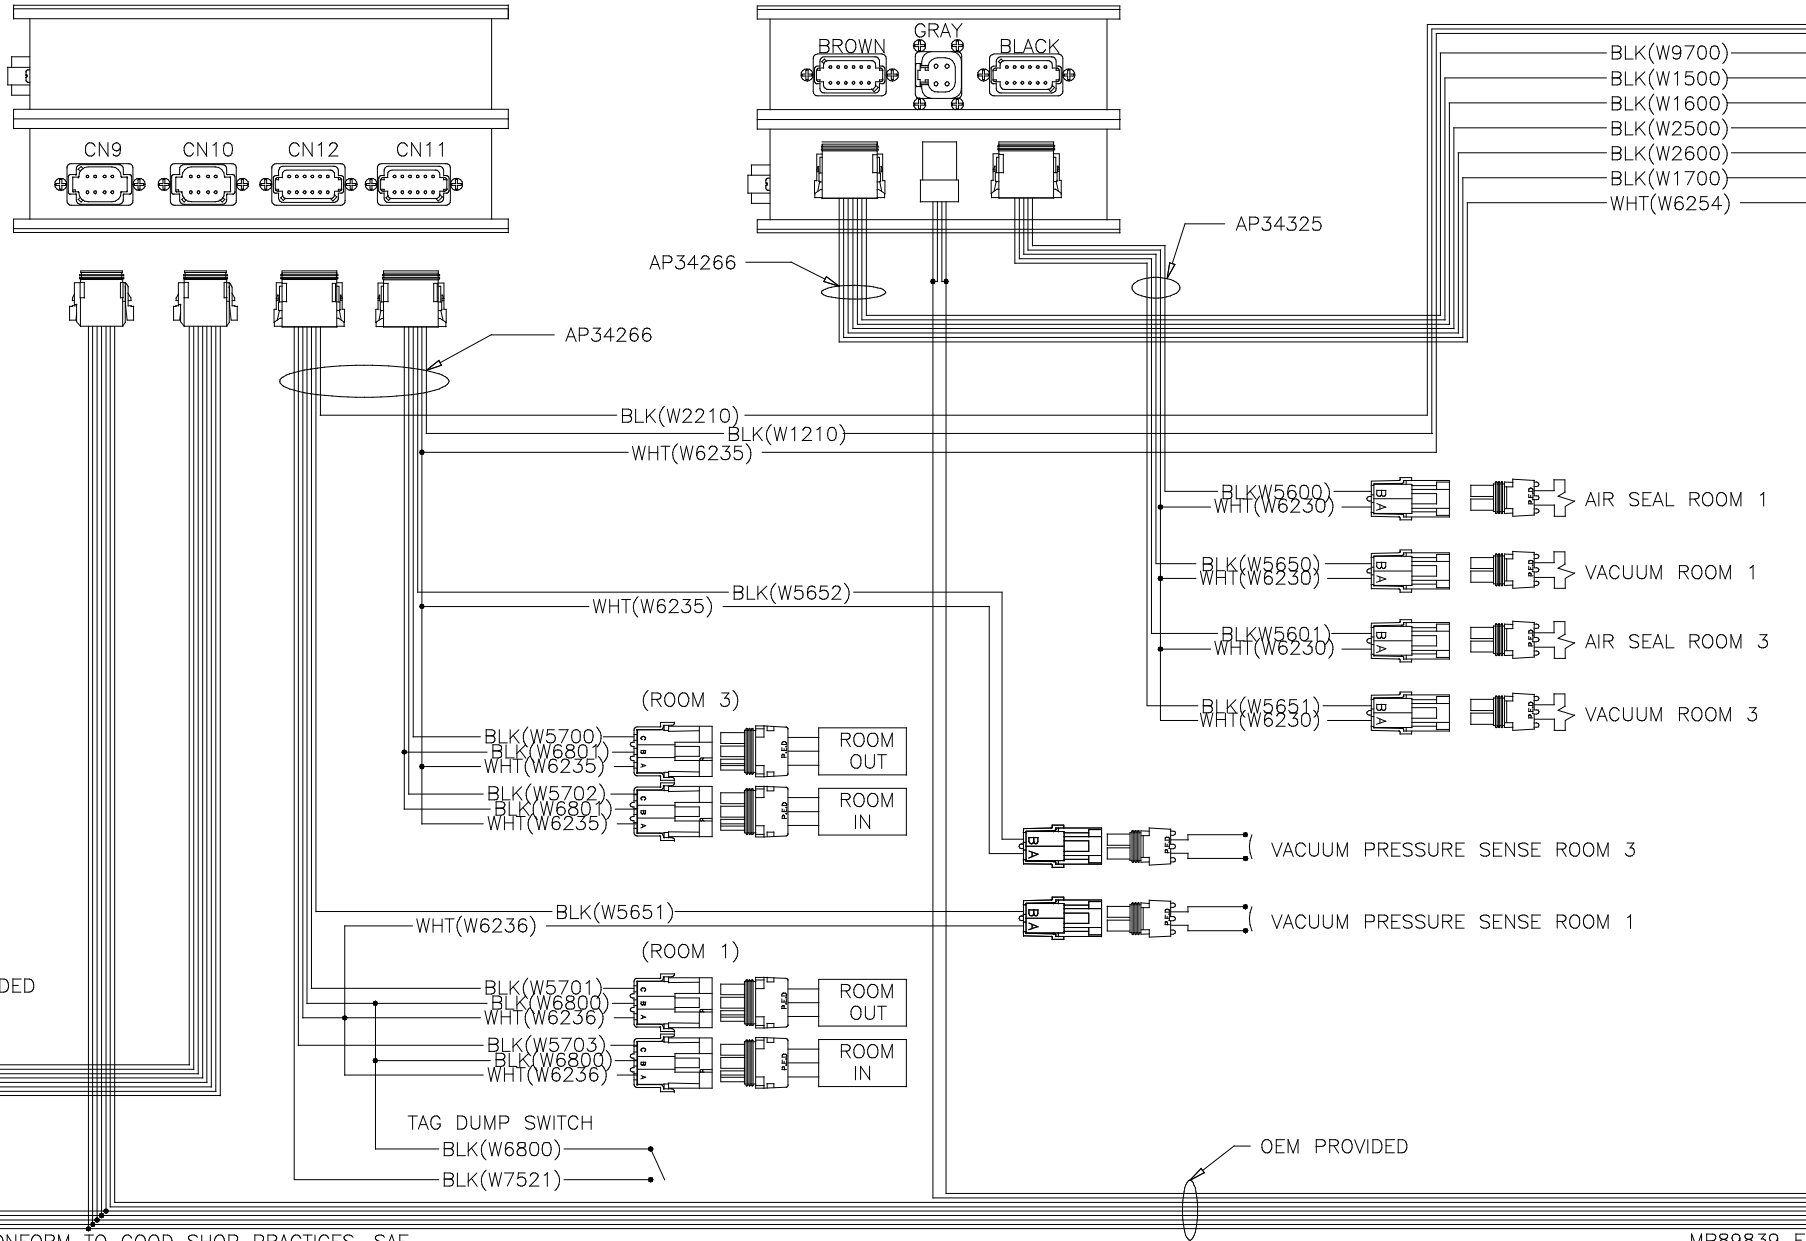 GRAY
BROWN
BLACK
BLK(W9700)
BLK(W1500)
BLK(W1600)
BLK(W2500)
BLK(W2600)
BLK(W1700)
WHT(W6254)
CN9
CN10
CN12
CN11
AP34325
AP34266
AP34266
BLK(W2210)
BLK(W1210)
WHT(W6235)
BLKW5600)
WHT(W6230)
B
A
P.E.D
AIR SEAL ROOM 1
BLK(W5650)
WHT(W6230)
B
A
P.E.D
VACUUM ROOM 1
BLK(W5652)
WHT(W6235)
BLKW5601)
WHT(W6230)
B
A
P.E.D
AIR SEAL ROOM 3
BLK(W5651)
WHT(W6230)
B
A
P.E.D
VACUUM ROOM 3
(ROOM 3)
BLK(W5700)
BLK(W6801)
WHT(W6235)
C
B
A
P.E.D
ROOM
OUT
BLK(W5702)
BLK(W6801)
WHT(W6235)
C
B
A
P.E.D
ROOM
IN
B
A
P.E.D
VACUUM PRESSURE SENSE ROOM 3
BLK(W5651)
WHT(W6236)
B
A
P.E.D
VACUUM PRESSURE SENSE ROOM 1
(ROOM 1)
BLK(W5701)
BLK(W6800)
WHT(W6236)
C
B
A
P.E.D
ROOM
OUT
DED
BLK(W5703)
BLK(W6800)
WHT(W6236)
C
B
A
P.E.D
ROOM
IN
TAG DUMP SWITCH
BLK(W6800)
BLK(W7521)
OEM PROVIDED
ONFORM TO GOOD SHOP PRACTICES, SAE
MP89839